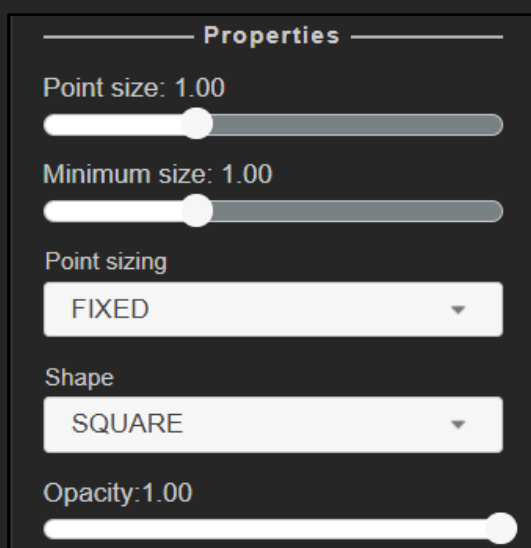 Properties
Point size: 1.00
Minimum size: 1.00
Point sizing
FIXED
Shape
SQUARE
Opacity:1.00